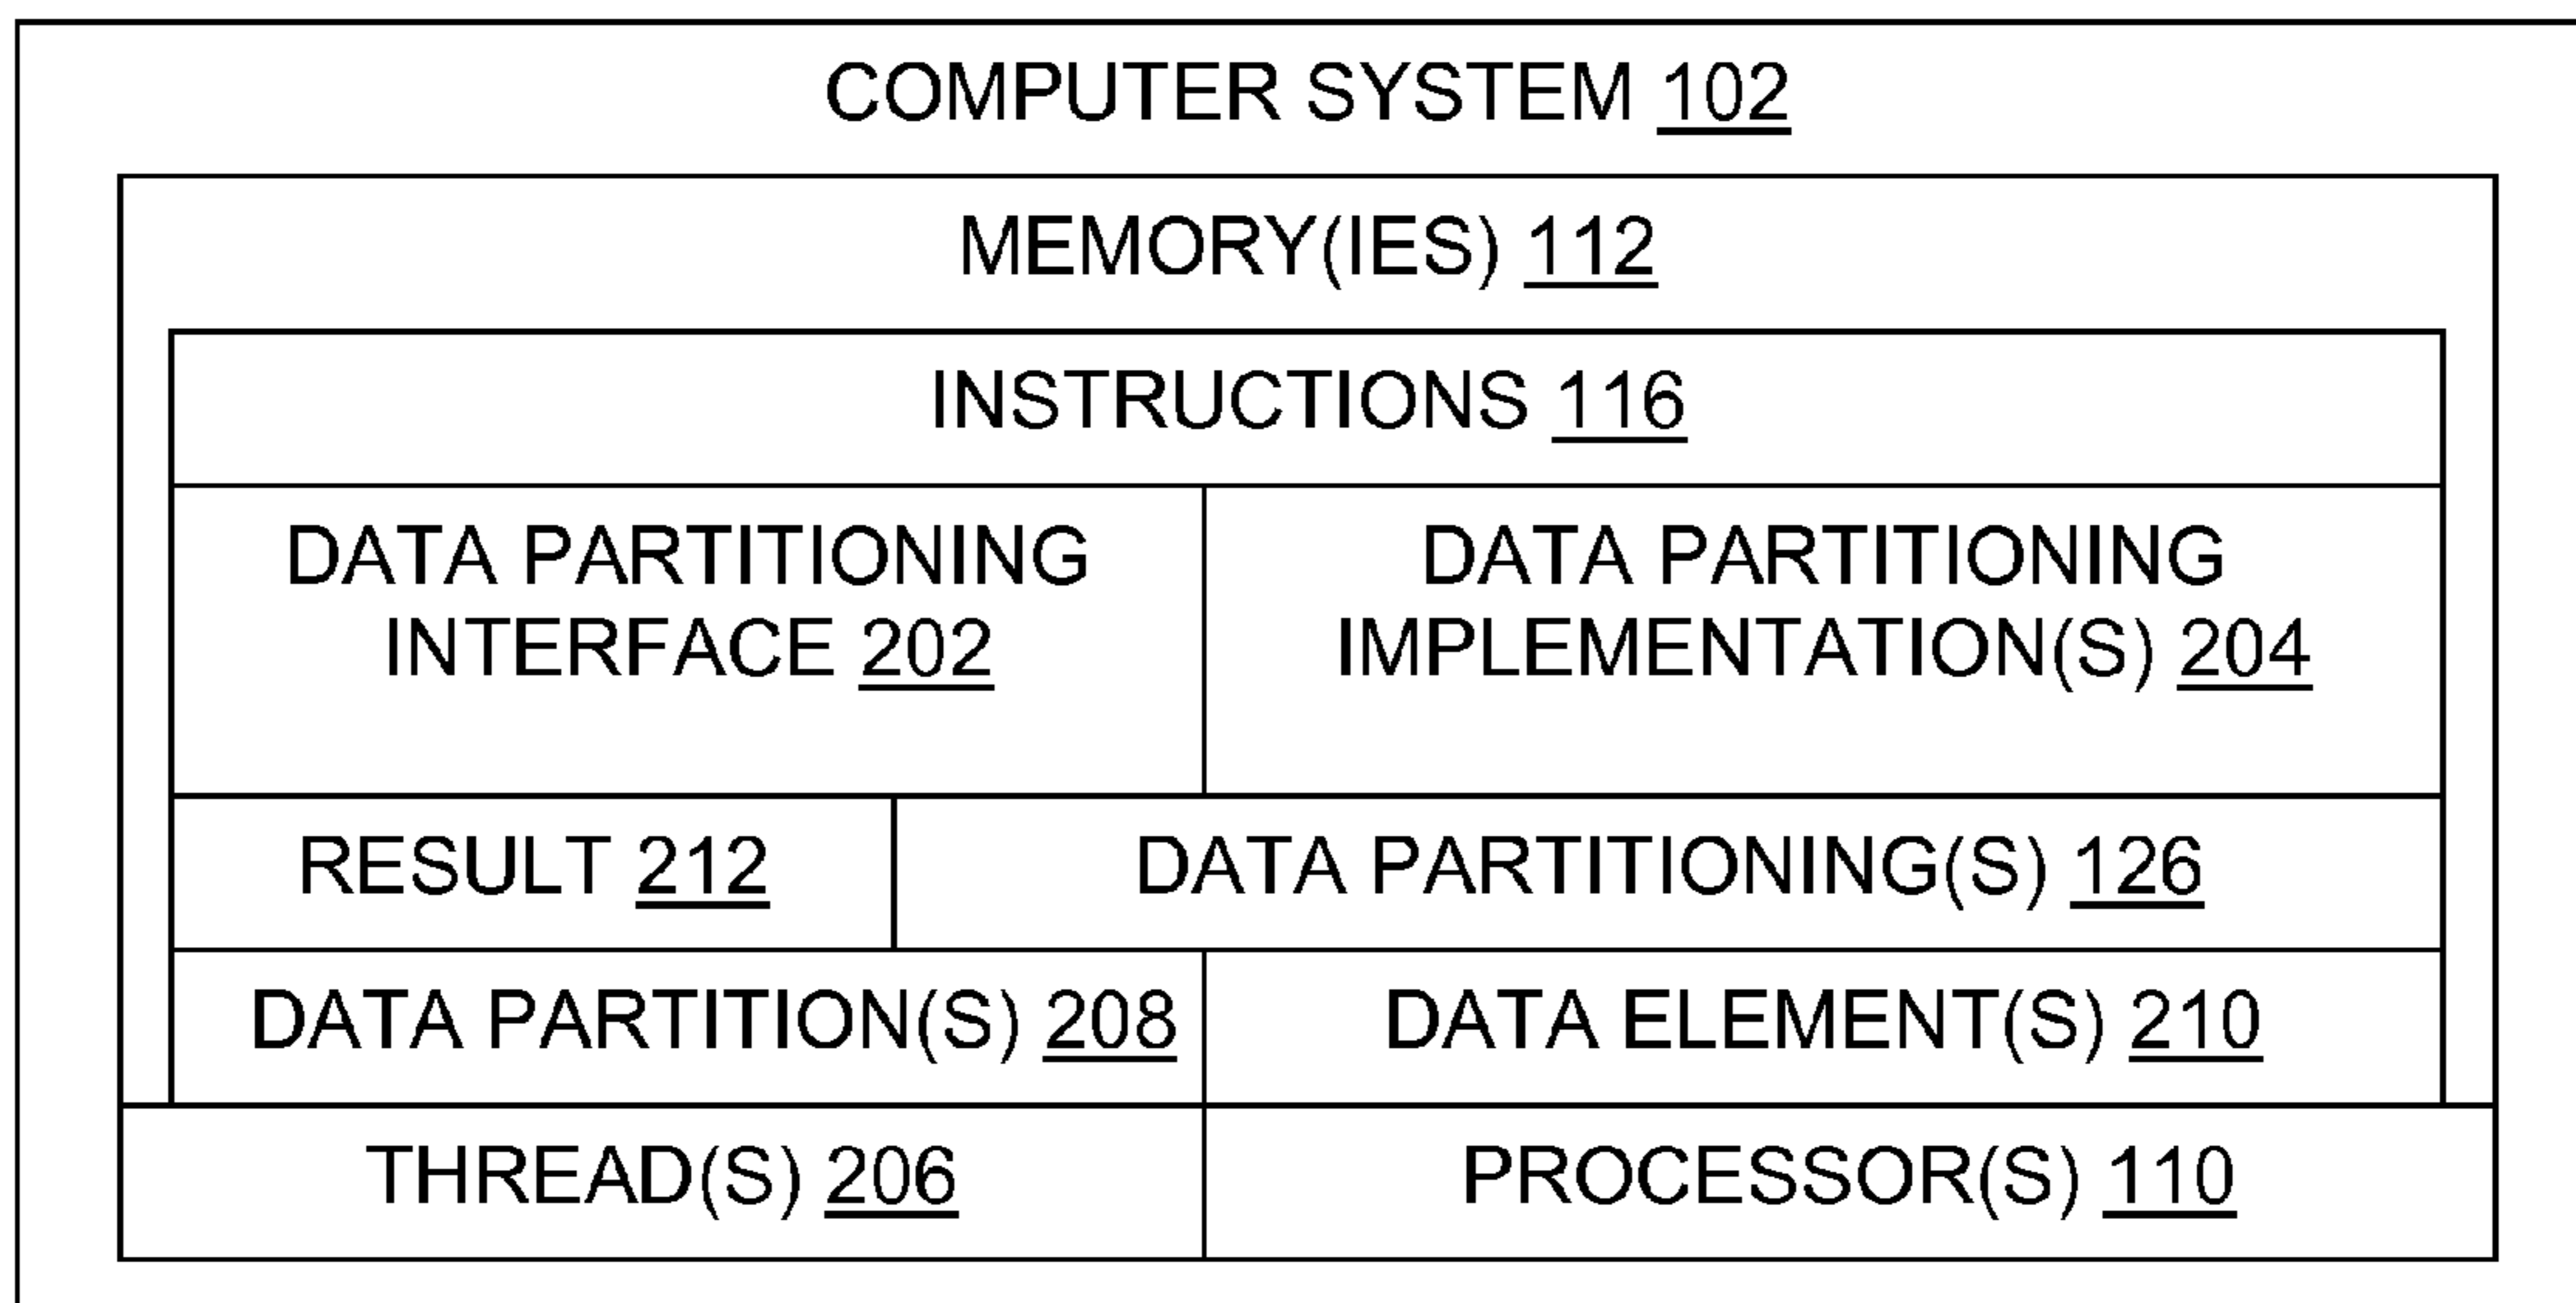 COMPUTER SYSTEM 102
MEMORY(IES) 112
INSTRUCTIONS 116
DATA PARTITIONING
INTERFACE 202
DATA PARTITIONING
IMPLEMENTATION(S) 204
RESULT 212
DATA PARTITIONING(S) 126
DATA PARTITION(S) 208
DATA ELEMENT(S) 210
THREAD(S) 206
PROCESSOR(S) 110